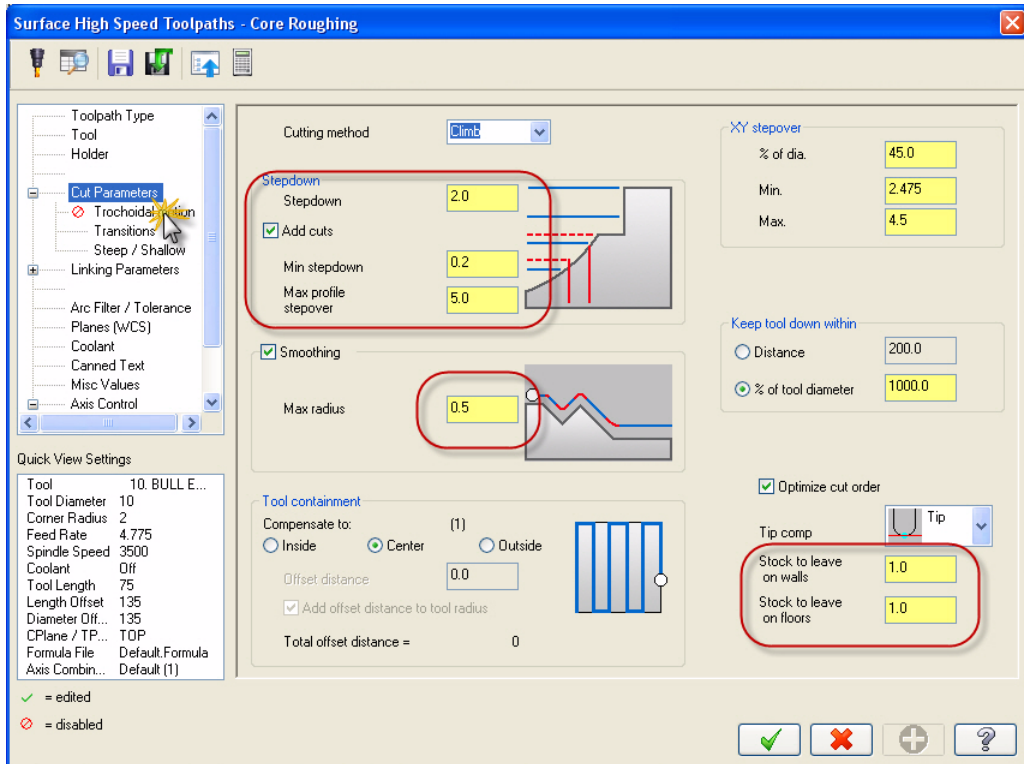 Surface High Speed Toolpaths - Core Roughing
Toolpath Type
Tool
Holder
Cut Parameters
Trochoidal Motion
Transitions
Steep / Shallow
Linking Parameters
Arc Filter / Tolerance
Planes (WCS)
Coolant
Canned Text
Misc Values
Axis Control
Quick View Settings
Tool 10. BULL E...
Tool Diameter 10
Corner Radius 2
Feed Rate 4.775
Spindle Speed 3500
Coolant Off
Tool Length 75
Length Offset 135
Diameter Off... 135
CPlane / TP... TOP
Formula File Default.Formula
Axis Combin... Default (1)
= edited
= disabled
Cutting method Climb
Stepdown
Stepdown 2.0
Add cuts
Min stepdown 0.2
Max profile
stepover 5.0
Smoothing
Max radius 0.5
Tool containment
Compensate to: (1)
Inside Center Outside
Offset distance 0.0
Add offset distance to tool radius
Total offset distance = 0
XY stepover
% of dia. 45.0
Min. 2.475
Max. 4.5
Keep tool down within
Distance 200.0
% of tool diameter 1000.0
Optimize cut order
Tip comp Tip
Stock to leave
on walls 1.0
Stock to leave
on floors 1.0